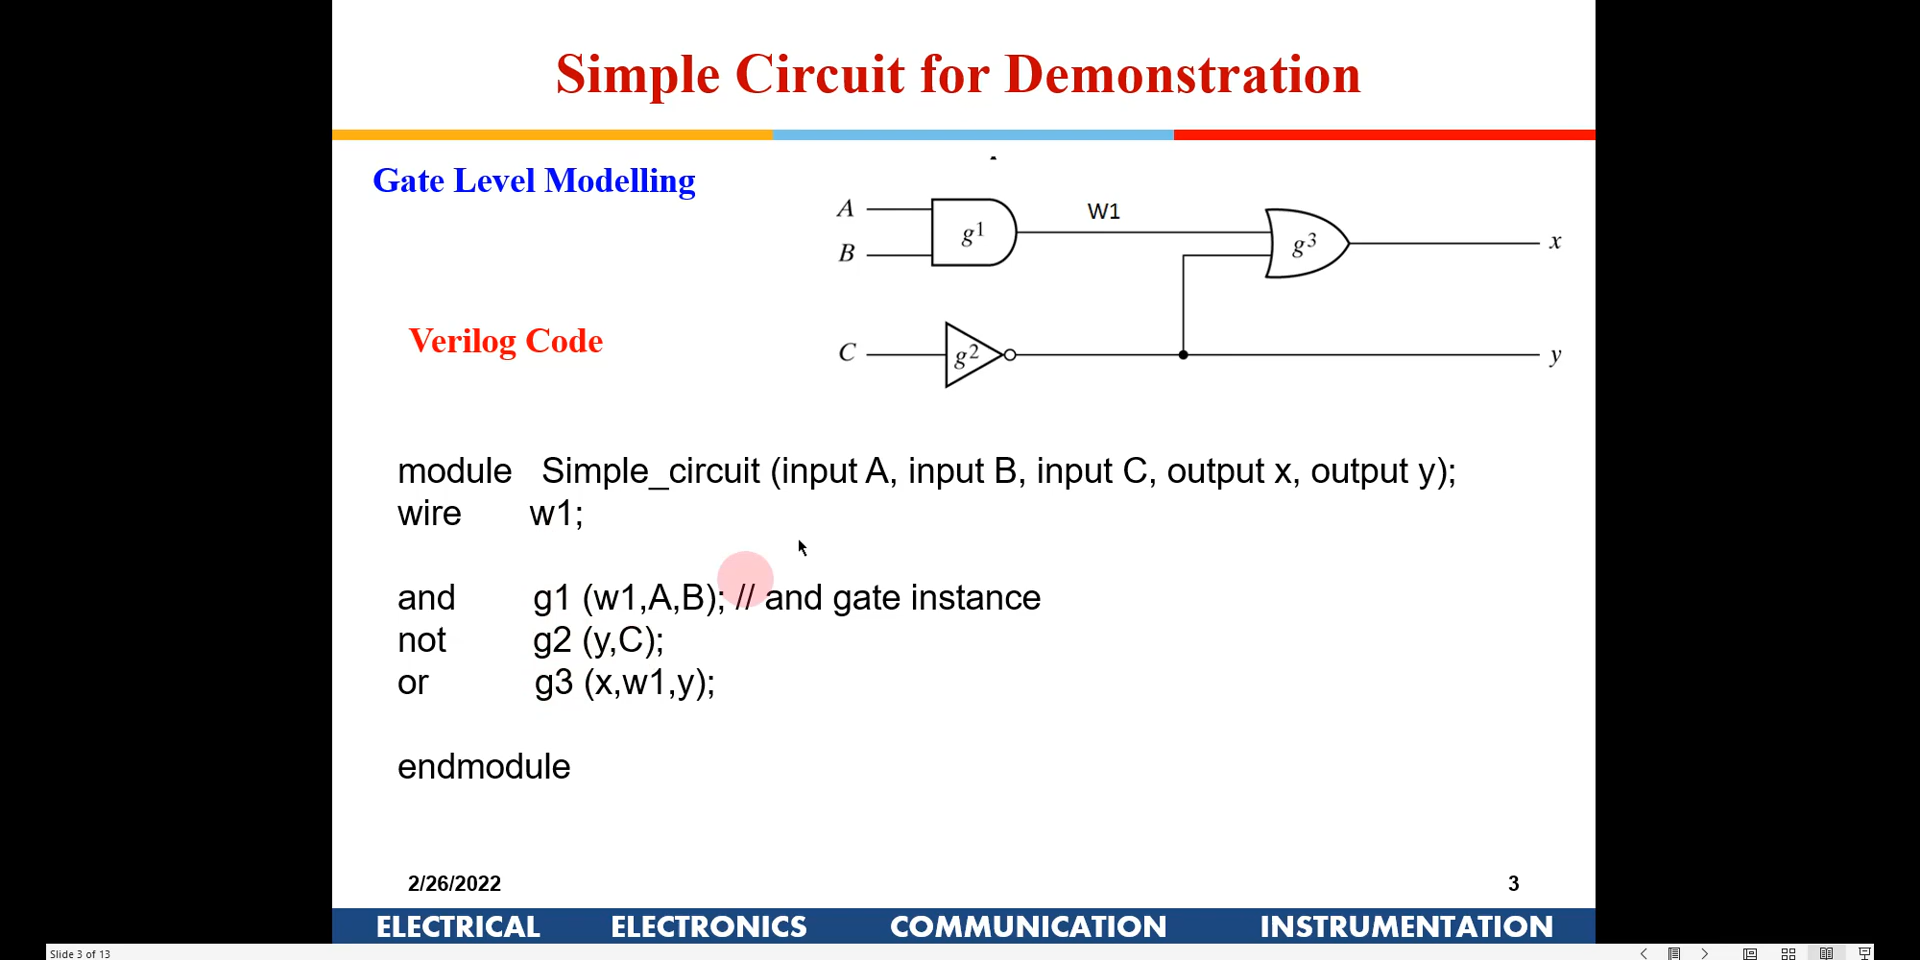 Simple Circuit for Demonstration
Gate Level Modelling
A
B
g1
W1
g3
x
Verilog Code
C
g2
y
module Simple_circuit (input A, input B, input C, output x, output y);
wire w1;
and g1 (w1,A,B); // and gate instance
not g2 (y,C);
or g3 (x,w1,y);
endmodule
2/26/2022
3
ELECTRICAL ELECTRONICS COMMUNICATION INSTRUMENTATION
Slide 3 of 13